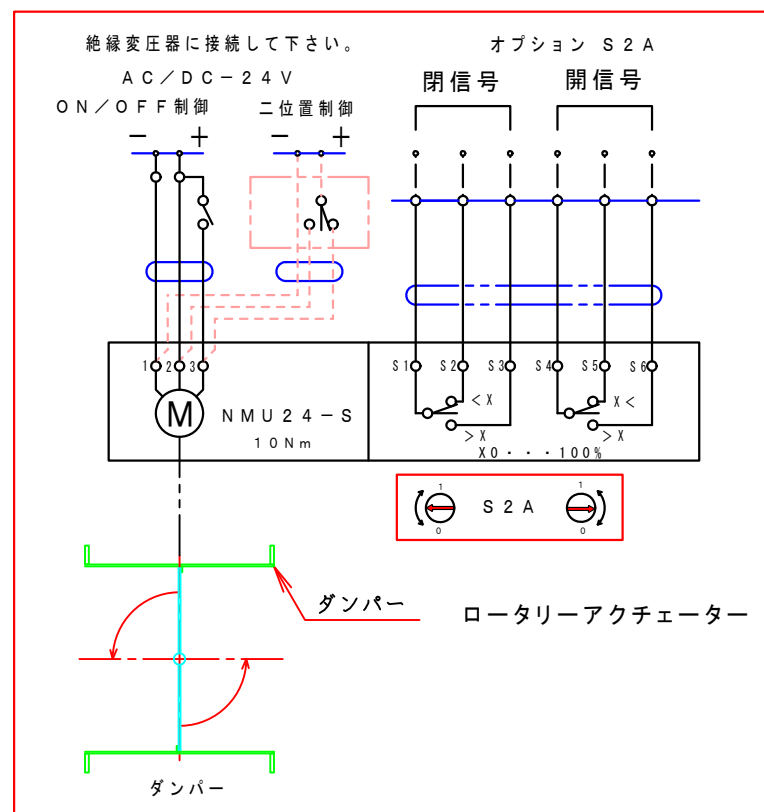 絶縁変圧器に接続して下さい。
オプション S2A
AC/DC-24V
閉信号
開信号
ON/OFF制御
二位置制御
- +
- +
1 2 3
S1 S2 S3 S4 S5 S6
M
NMU24-S
10Nm
<X
X<
>X
>X
X0・・・100%
1
1
S2A
0
0
ダンパー
ロータリーアクチェーター
ダンパー